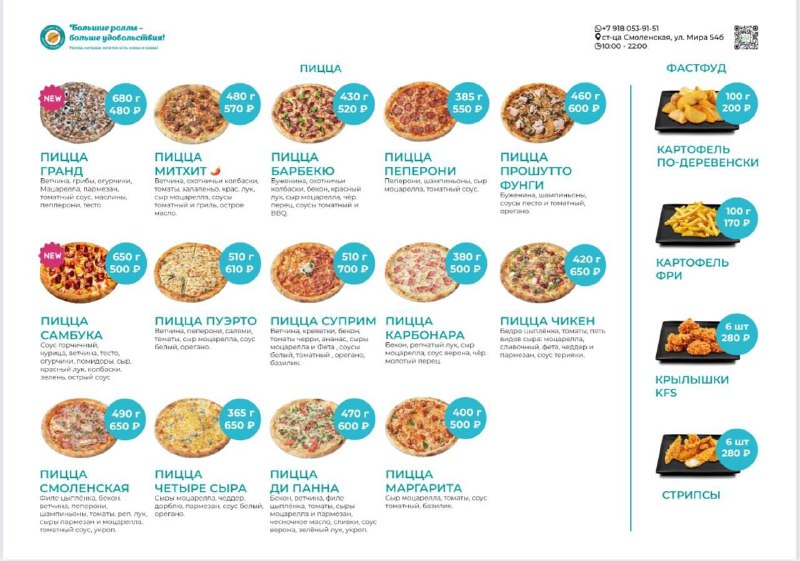 Большие роллы –
больше удовольствия!
+7 918 053-91-51
ст-ца Смоленская, ул. Мира 54б
10:00 - 22:00
ПИЦЦА
NEW
680 г
480 ₽
ПИЦЦА
ГРАНД
Ветчина, грибы, огурчики,
Мацарелла, пармезан,
томатный соус, маслины,
пепперони, тесто
480 г
570 ₽
ПИЦЦА
МИТХИТ
Ветчина, охотничьи колбаски,
томаты, халапеньо, крас. лук,
сыр моцарелла, соусы
томатный и гриль, острое
масло.
430 г
520 ₽
ПИЦЦА
БАРБЕКЮ
Буженина, охотничьи
колбаски, бекон, красный
лук, сыр моцарелла, чёр.
перец, соусы томатный и
BBQ.
385 г
550 ₽
ПИЦЦА
ПЕПЕРОНИ
Пеперони, шампиньоны, сыр
моцарелла, томатный соус.
460 г
600 ₽
ПИЦЦА
ПРОШУТТО
ФУНГИ
Буженина, шампиньоны,
соусы песто и томатный,
орегано.
NEW
650 г
500 ₽
ПИЦЦА
САМБУКА
Соус горчичный,
курица, ветчина, тесто,
огурчики, помидоры, сыр,
красный лук, колбаски,
зелень, острый соус
510 г
610 ₽
ПИЦЦА ПУЭРТО
Ветчина, пеперони, салями,
томаты, сыр моцарелла, соус
белый, орегано.
510 г
700 ₽
ПИЦЦА СУПРИМ
Ветчина, креветки, бекон,
томаты черри, ананас, сыры
моцарелла и Фета , соусы
белый, томатный , орегано,
базилик.
380 г
500 ₽
ПИЦЦА
КАРБОНАРА
Бекон, репчатый лук, сыр
моцарелла, соус верона, чёр.
молотый перец.
420 г
650 ₽
ПИЦЦА ЧИКЕН
Бедро цыплёнка, томаты, пять
видов сыра: моцарелла,
сливочный, фета, чеддер и
пармезан, соус терияки.
490 г
650 ₽
ПИЦЦА
СМОЛЕНСКАЯ
Филе цыплёнка, бекон,
ветчина, пеперони,
шампиньоны, томаты, реп. лук,
сыры пармезан и моцарелла,
томатный соус, укроп.
365 г
650 ₽
ПИЦЦА
ЧЕТЫРЕ СЫРА
Сыры моцарелла, чеддер,
дорблю, пармезан, соус белый,
орегано.
470 г
600 ₽
ПИЦЦА
ДИ ПАННА
Бекон, ветчина, филе
цыплёнка, томаты, сыры
моцарелла и пармезан,
чесночное масло, сливки, соус
верона, зелёный лук, укроп.
400 г
500 ₽
ПИЦЦА
МАРГАРИТА
Сыр моцарелла, томаты, соус
томатный, базилик.
ФАСТФУД
100 г
200 ₽
КАРТОФЕЛЬ
ПО-ДЕРЕВЕНСКИ
100 г
170 ₽
КАРТОФЕЛЬ
ФРИ
6 шт
280 ₽
КРЫЛЫШКИ
KFS
6 шт
280 ₽
СТРИПСЫ